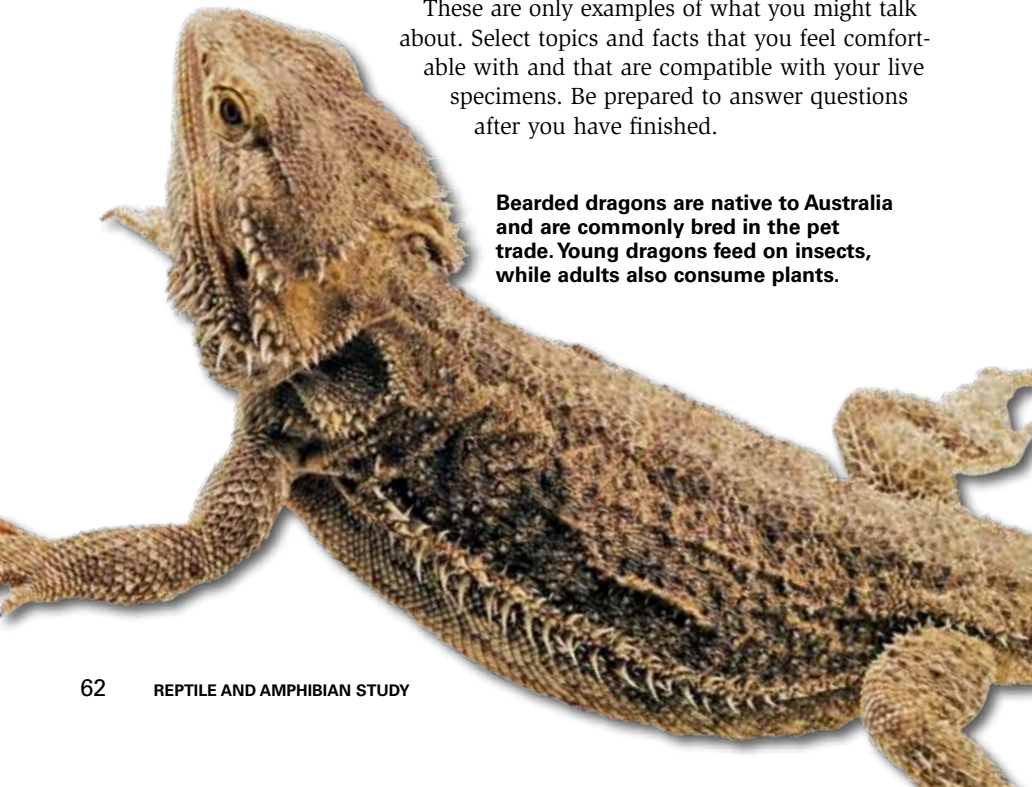 These are only examples of what you might talk
about. Select topics and facts that you feel comfort-
able with and that are compatible with your live
specimens. Be prepared to answer questions
after you have finished.
Bearded dragons are native to Australia
and are commonly bred in the pet
trade. Young dragons feed on insects,
while adults also consume plants.
62 REPTILE AND AMPHIBIAN STUDY